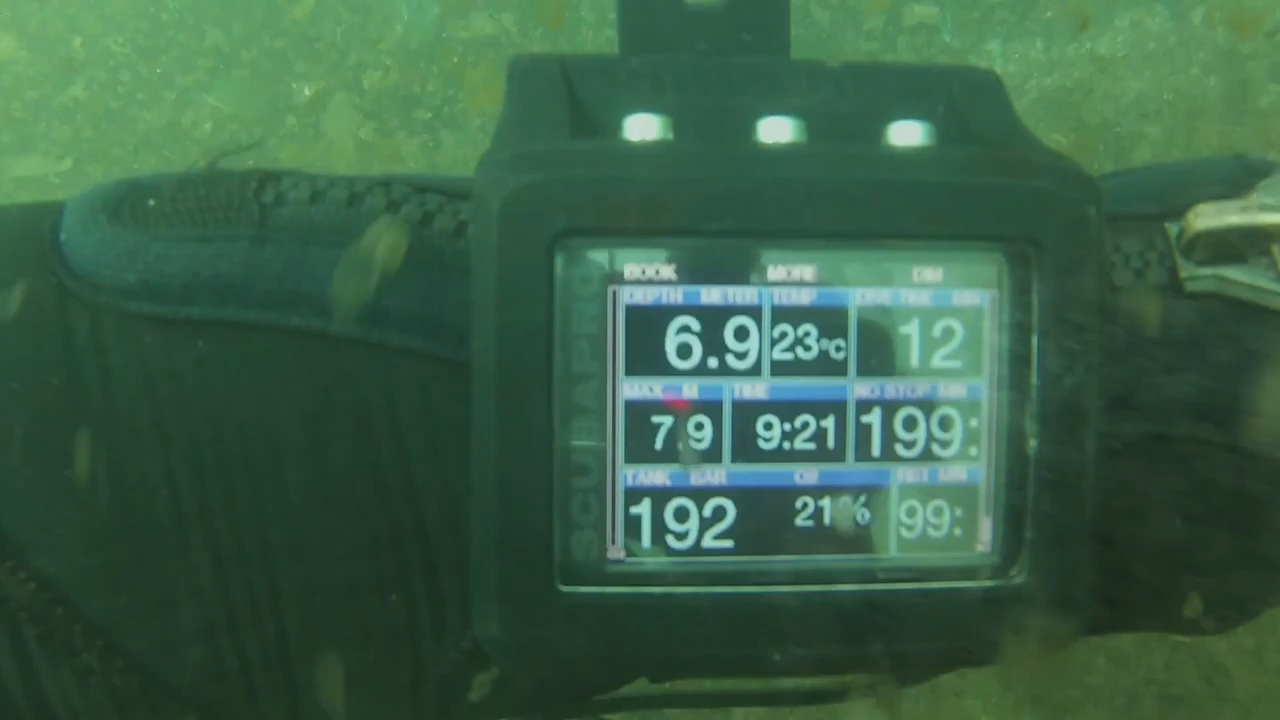 SCUBAPRO
BOOK MORE DIM
DEPTH METER TEMP DIVE TIME MIN
6.9 23°C 12
MAX M TIME NO STOP MIN
7.9 9:21 199:
TANK BAR O2 RBT MIN
192 21% 99: